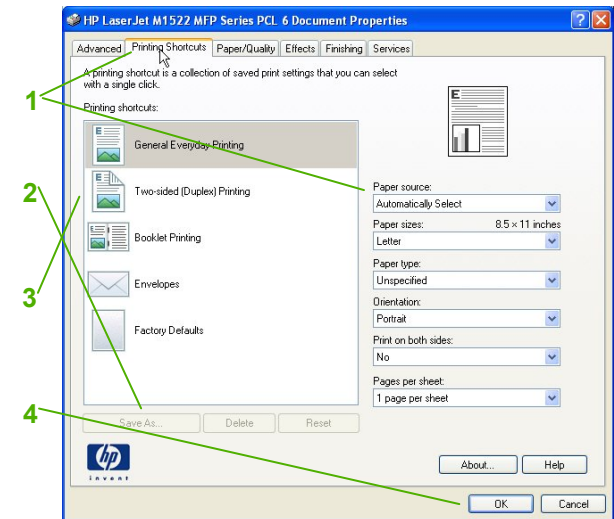 HP LaserJet M1522 MFP Series PCL 6 Document Properties
Advanced Printing Shortcuts Paper/Quality Effects Finishing Services
A printing shortcut is a collection of saved print settings that you can select
with a single click.
1
Printing shortcuts:
E
General Everyday Printing
E
Two-sided (Duplex) Printing
Booklet Printing
Envelopes
Factory Defaults
2
3
E
Paper source:
Automatically Select
Paper sizes: 8.5 × 11 inches
Letter
Paper type:
Unspecified
Orientation:
Portrait
Print on both sides:
No
Pages per sheet:
1 page per sheet
4
Save As... Delete Reset
hp
invent
About... Help
OK Cancel